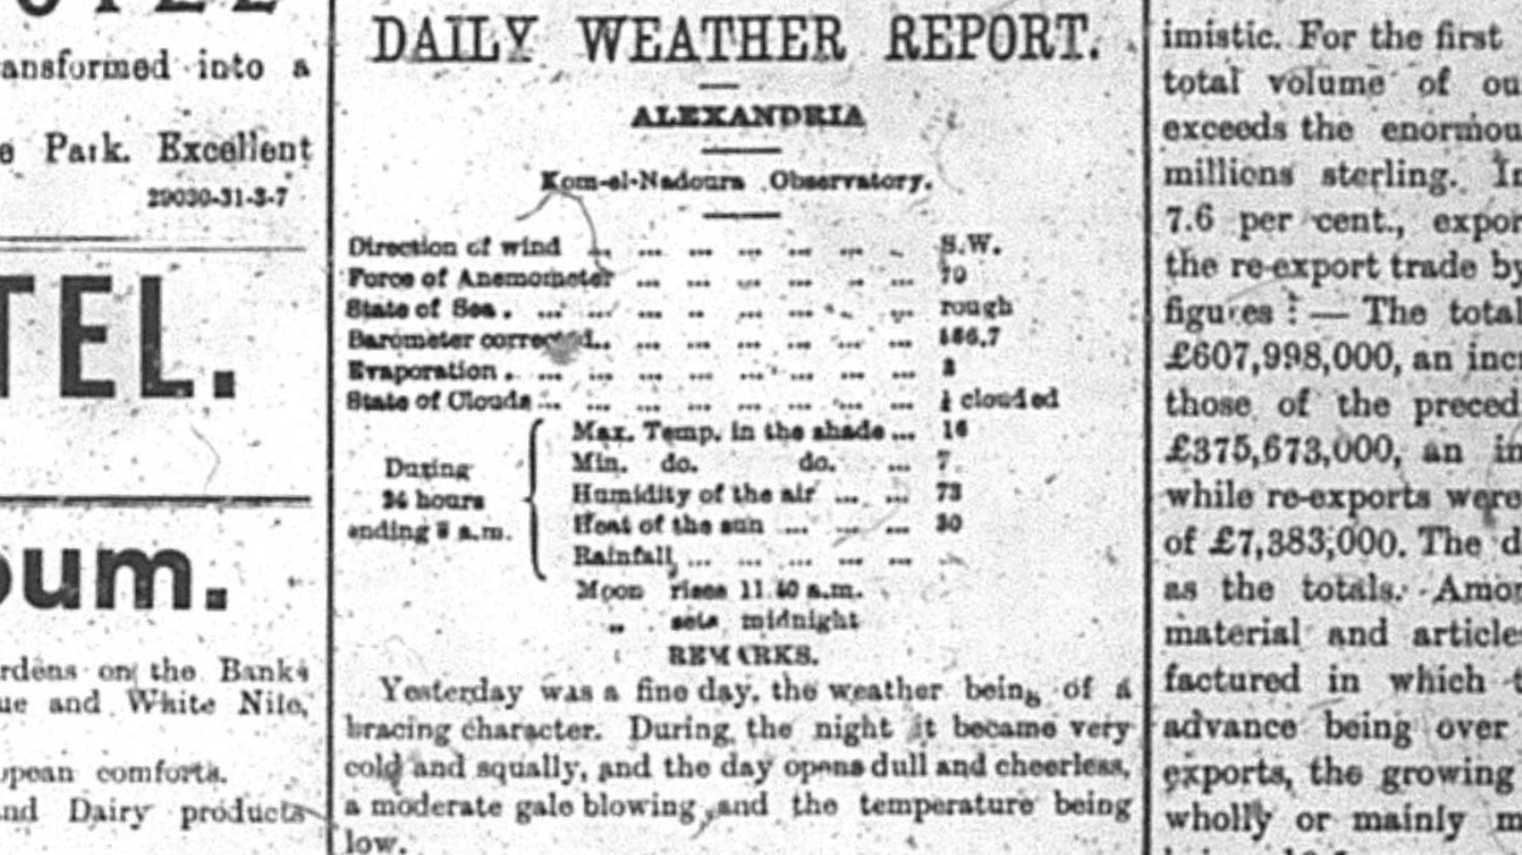 ansformed into a
e Park. Excellent
29030-31-3-7
TEL.
oum.
rdens on the Banks
ue and White Nile,
opean comforts.
nd Dairy products
DAILY WEATHER REPORT.
ALEXANDRIA
Kom-el-Nadoura Observatory.
Direction of wind ... ... ... ... ... ... S.W.
Force of Anemometer ... ... ... ... ... ... 70
State of Sea . ... ... ... ... ... ... ... rough
Barometer corrected.. ... ... ... ... ... ...
Evaporation . ... ... ... ... ... ... ... ...
State of Clouds ... ... ... ... ... ... ... clouded
During
24 hours
ending 8 a.m.
Max. Temp. in the shade ... 16
Min. do. do. ... 7
Humidity of the air ... ... 73
Heat of the sun ... ... ... 30
Rainfall, ... ... ... ... ...
Moon rises 11.40 a.m.
„ sets midnight
REMARKS.
Yesterday was a fine day, the weather being of a
bracing character. During the night it became very
cold and squally, and the day opens dull and cheerless,
a moderate gale blowing and the temperature being
low.
imistic. For the first
total volume of ou
exceeds the enormou
millions sterling. In
7.6 per cent., expor
the re-export trade by
figures :— The total
£607,998,000, an incr
those of the preced
£375,673,000, an in
while re-exports were
of £7,383,000. The d
as the totals. Amon
material and article
factured in which t
advance being over
exports, the growing
wholly or mainly m